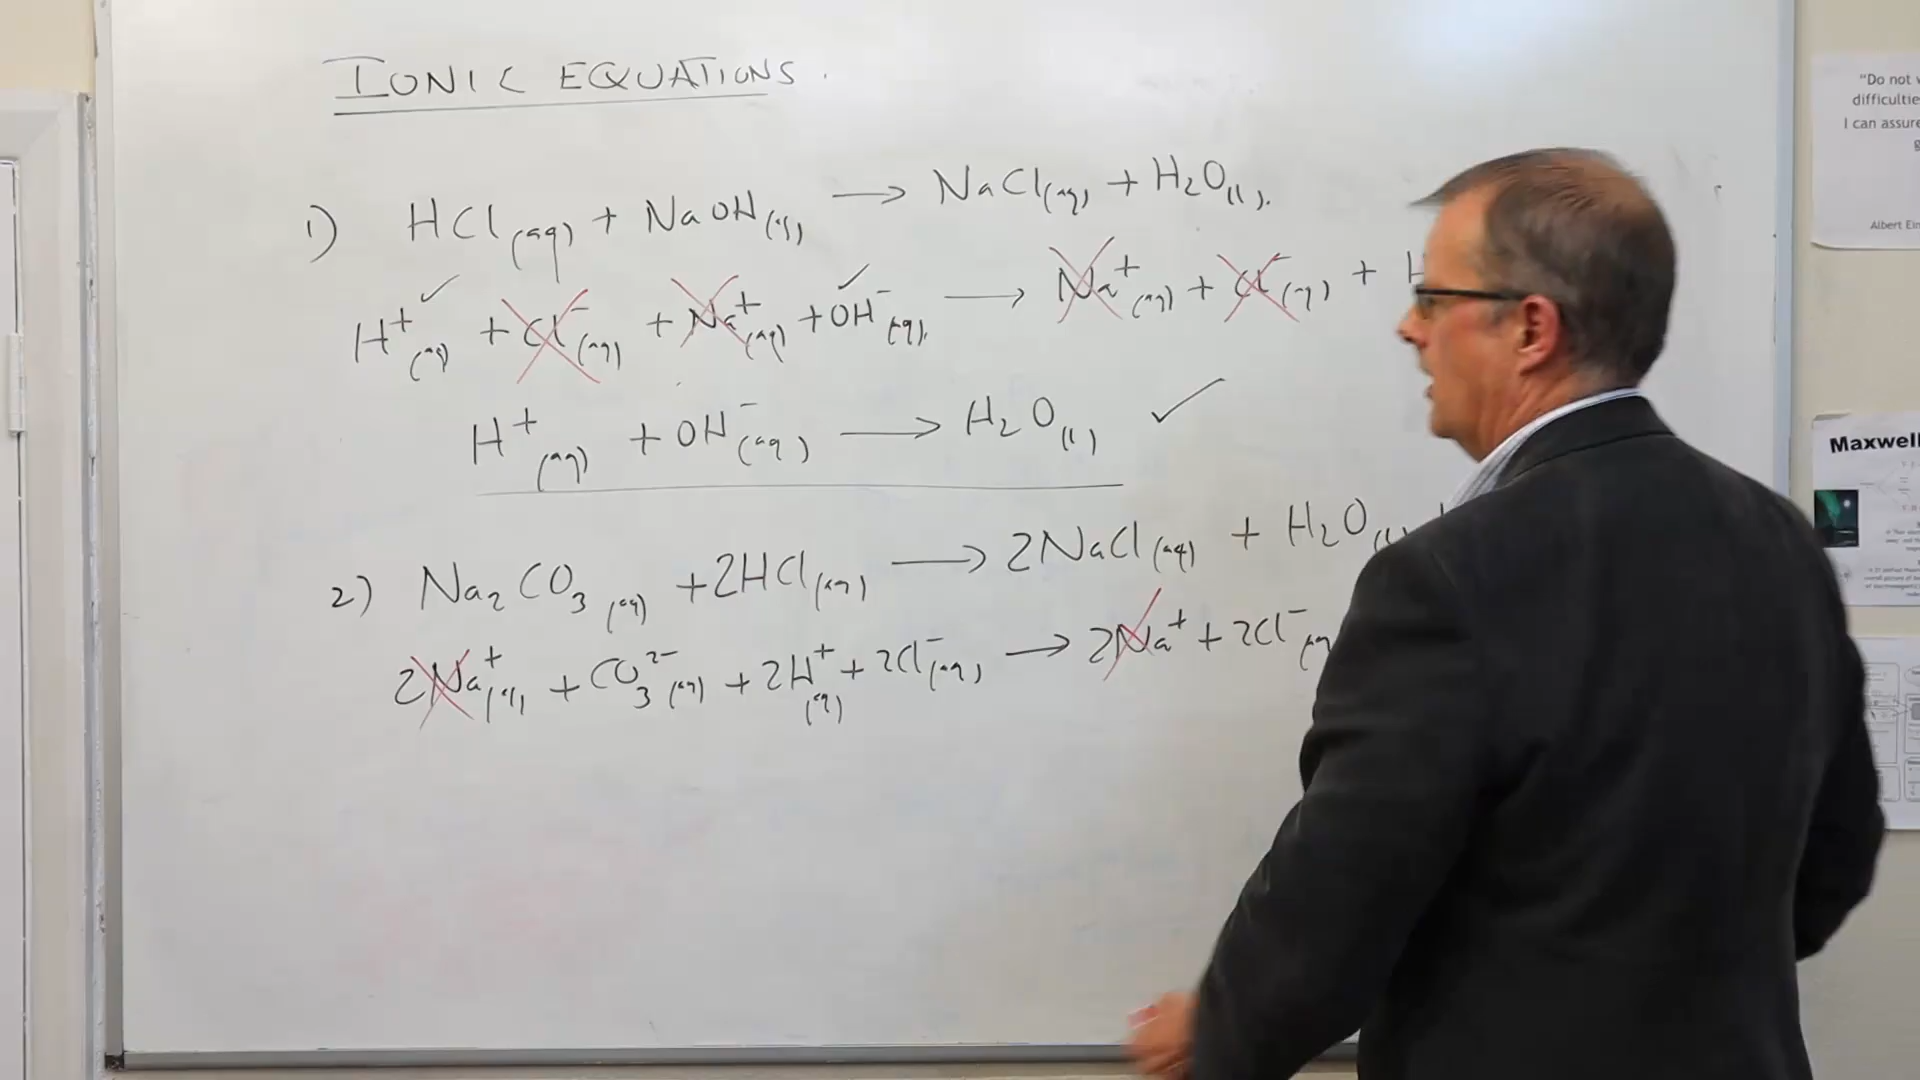 IONIC EQUATIONS.
1) HCl(aq) + NaOH(aq) → NaCl(aq) + H₂O(l).
H⁺(aq) + Cl⁻(aq) + Na⁺(aq) + OH⁻(aq). → Na⁺(aq) + Cl⁻(aq) + H
H⁺(aq) + OH⁻(aq) → H₂O(l) ✓
2) Na₂CO₃(aq) + 2HCl(aq) → 2NaCl(aq) + H₂O(l)
2Na⁺(aq) + CO₃²⁻(aq) + 2H⁺(aq) + 2Cl⁻(aq) → 2Na⁺ + 2Cl⁻(aq
"Do not
difficultie
I can assure
g
Albert Ein
Maxwell